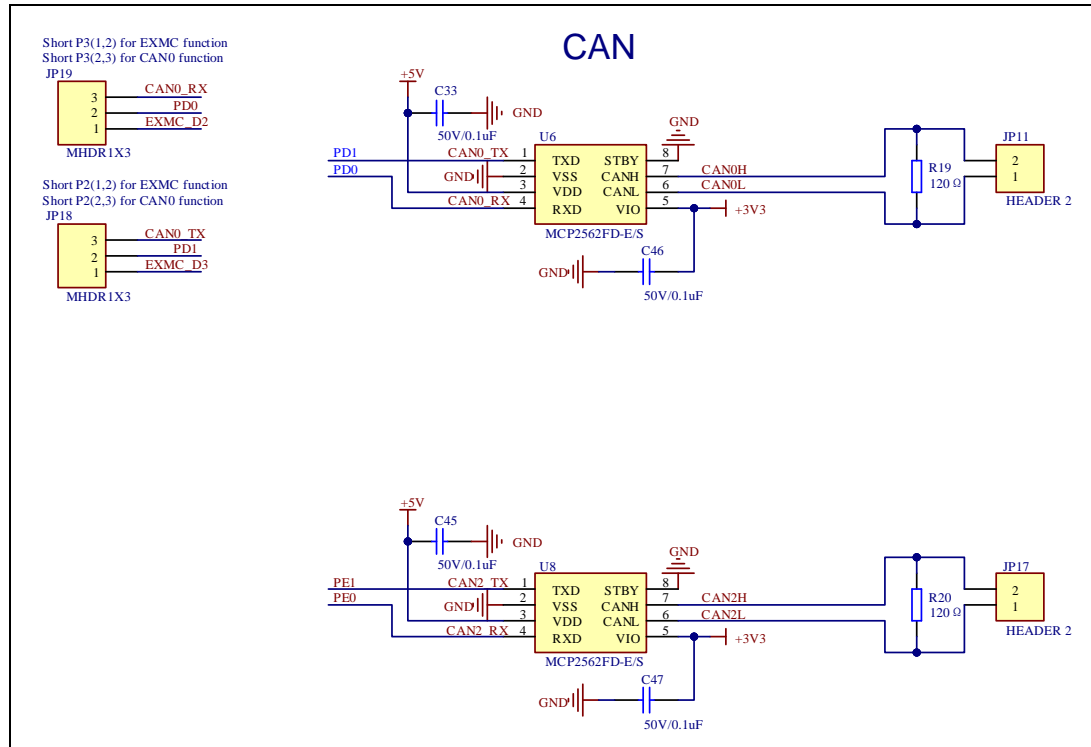 CAN
Short P3(1,2) for EXMC function
Short P3(2,3) for CAN0 function
JP19
3 CAN0_RX
2 PD0
1 EXMC_D2
MHDR1X3
Short P2(1,2) for EXMC function
Short P2(2,3) for CAN0 function
JP18
3 CAN0_TX
2 PD1
1 EXMC_D3
MHDR1X3
+5V
C33
GND
50V/0.1uF
U6
GND
PD1 CAN0_TX 1 TXD STBY 8
PD0 GND 2 VSS CANH 7 CAN0H
3 VDD CANL 6 CAN0L
CAN0_RX 4 RXD VIO 5 +3V3
MCP2562FD-E/S
C46
GND
50V/0.1uF
R19
120Ω
JP11
2
1
HEADER 2
+5V
C45
GND
50V/0.1uF
U8
GND
PE1 CAN2_TX 1 TXD STBY 8
PE0 GND 2 VSS CANH 7 CAN2H
3 VDD CANL 6 CAN2L
CAN2_RX 4 RXD VIO 5 +3V3
MCP2562FD-E/S
C47
GND
50V/0.1uF
R20
120Ω
JP17
2
1
HEADER 2